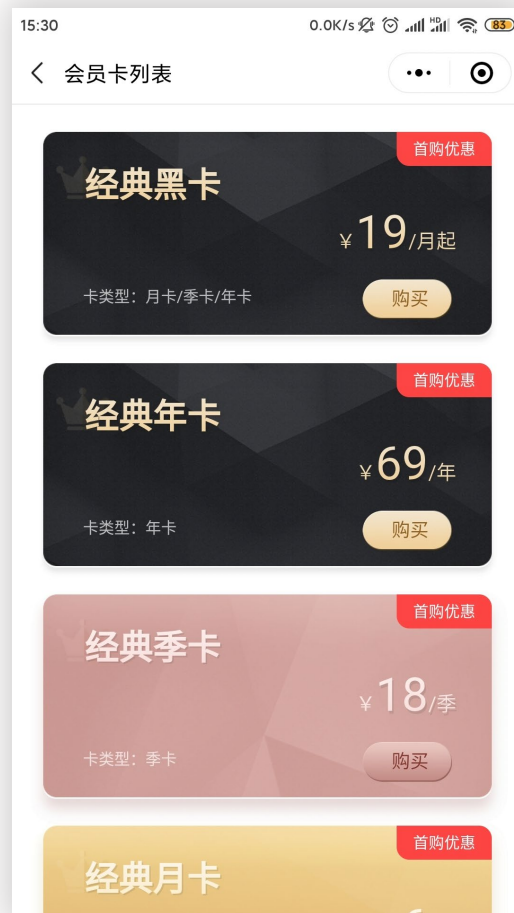 15:30
0.0K/s HD 83
会员卡列表
首购优惠
经典黑卡
¥19/月起
卡类型：月卡/季卡/年卡
购买
首购优惠
经典年卡
¥69/年
卡类型：年卡
购买
首购优惠
经典季卡
¥18/季
卡类型：季卡
购买
首购优惠
经典月卡